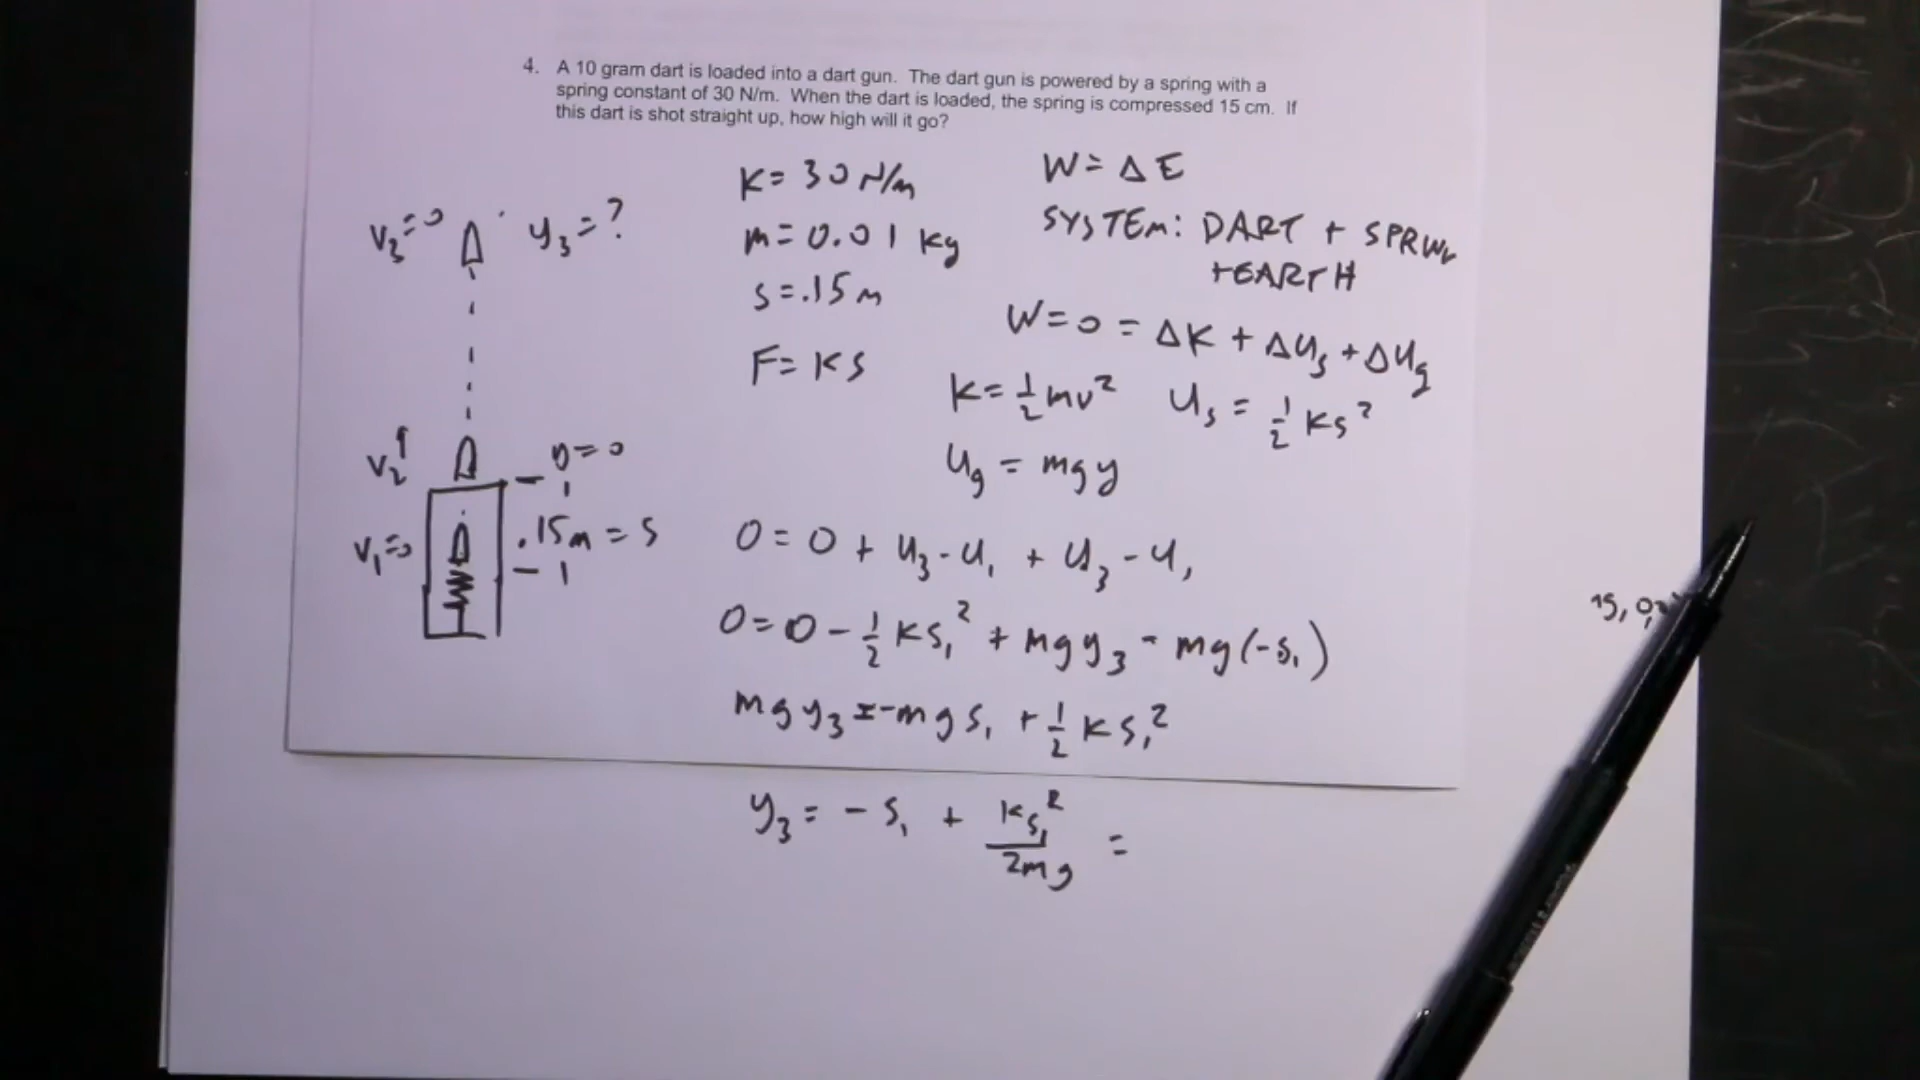 4. A 10 gram dart is loaded into a dart gun. The dart gun is powered by a spring with a
spring constant of 30 N/m. When the dart is loaded, the spring is compressed 15 cm. If
this dart is shot straight up, how high will it go?
v₃=0 y₃=?
v₂
y=0
v₁=0 .15m = s
K=30 N/m
m=0.01 kg
s=.15m
F=Ks
W=ΔE
SYSTEM: DART + SPRING
+EARTH
W=0=ΔK+ΔUₛ+ΔU_g
K=½mv² Uₛ=½Ks²
U_g=mgy
0=0+U₃-U₁+U₃-U₁
0=0-½Ks₁²+mgy₃-mg(-s₁)
mgy₃=-mgs₁+½Ks₁²
y₃=-s₁+Ks₁²/2mg=